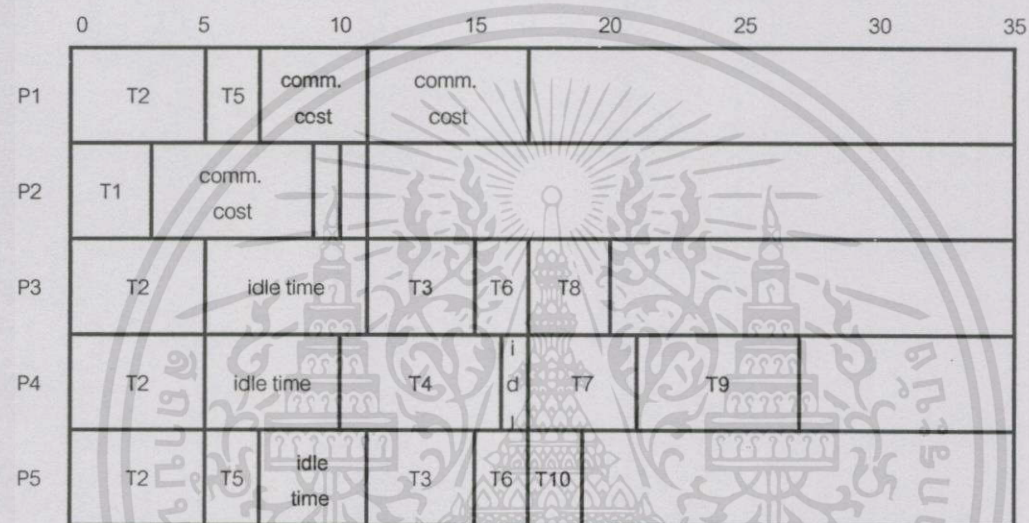 0 5 10 15 20 25 30 35
P1 T2 T5 comm. cost comm. cost
P2 T1 comm. cost
P3 T2 idle time T3 T6 T8
P4 T2 idle time T4 i d l T7 T9
P5 T2 T5 idle time T3 T6 T10